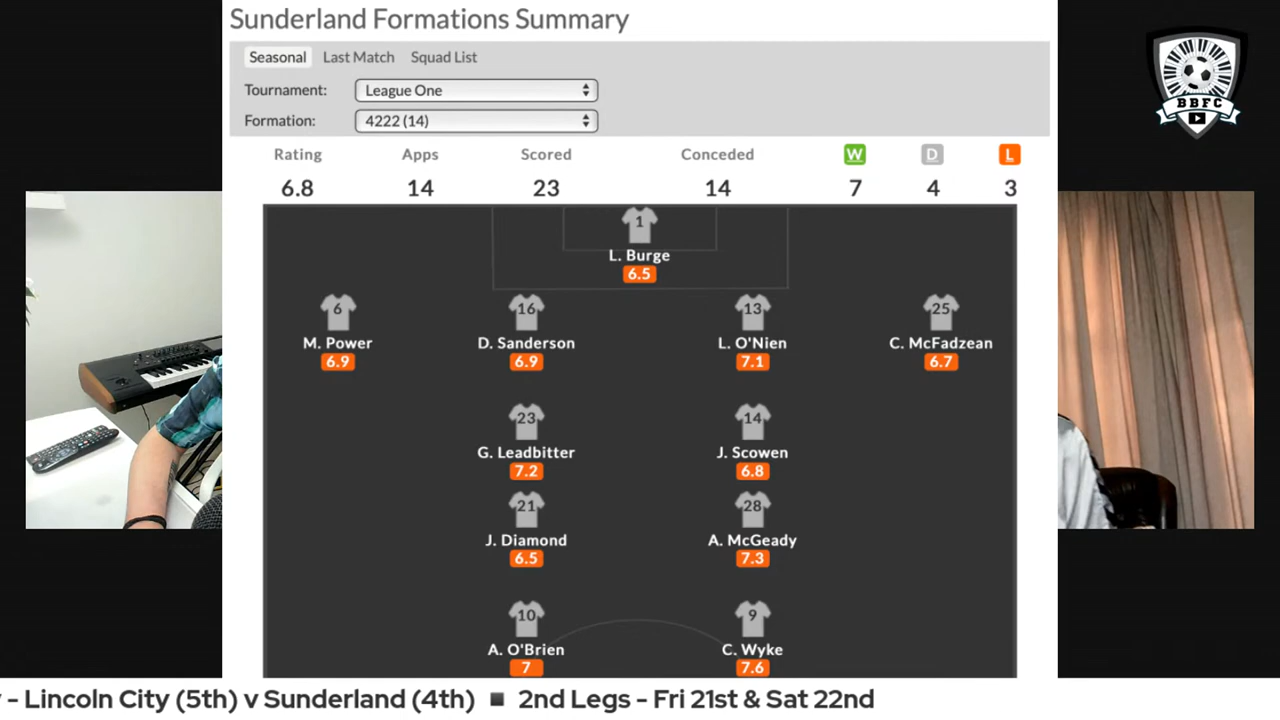 Sunderland Formations Summary
Seasonal Last Match Squad List
Tournament: League One
Formation: 4222 (14)
Rating Apps Scored Conceded W D L
6.8 14 23 14 7 4 3
1
L. Burge
6.5
6 16 13 25
M. Power D. Sanderson L. O'Nien C. McFadzean
6.9 6.9 7.1 6.7
23 14
G. Leadbitter J. Scowen
7.2 6.8
21 28
J. Diamond A. McGeady
6.5 7.3
10 9
A. O'Brien C. Wyke
7 7.6
- Lincoln City (5th) v Sunderland (4th) ▪ 2nd Legs - Fri 21st & Sat 22nd
BBFC